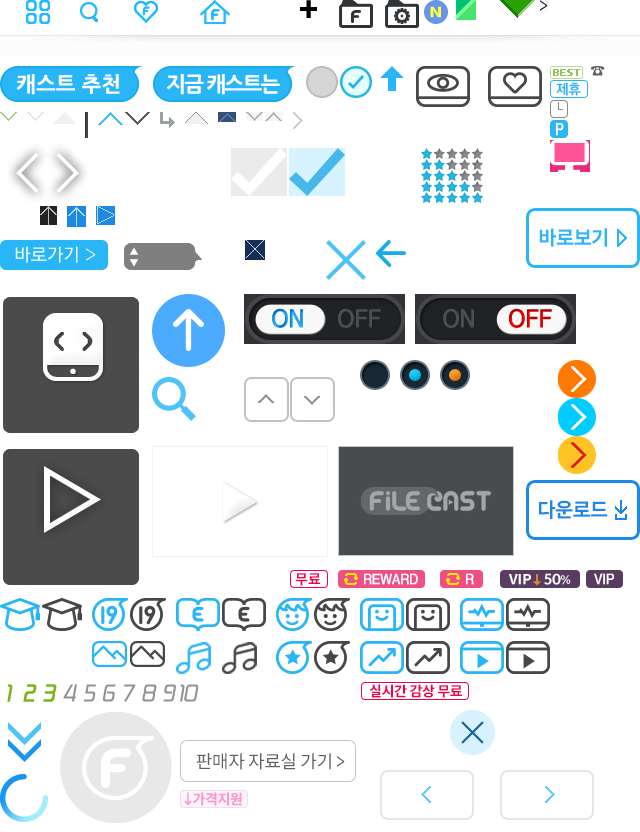 F
F
F
N
캐스트 추천
지금 캐스트는
BEST
제휴
P
바로보기
바로가기 >
ON OFF
ON OFF
FiLE CAST
다운로드
무료
REWARD
R
VIP↓50%
VIP
19 19
1 2 3 4 5 6 7 8 9 10
실시간 감상 무료
F
판매자 자료실 가기 >
↓가격지원